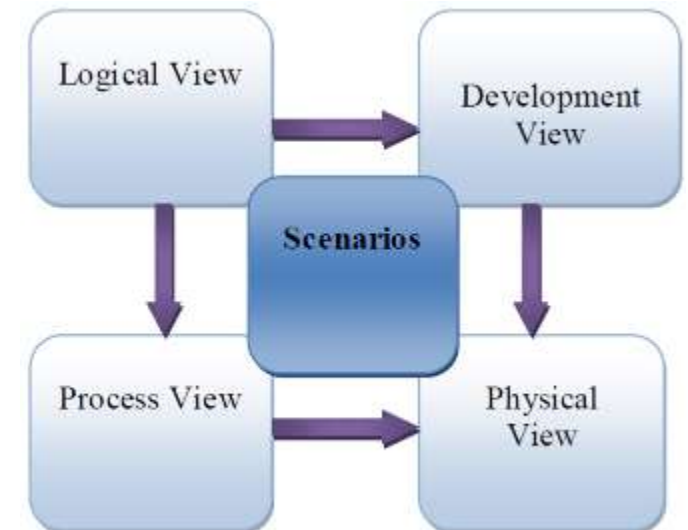 Logical View
Development
View
Scenarios
Process View
Physical
View